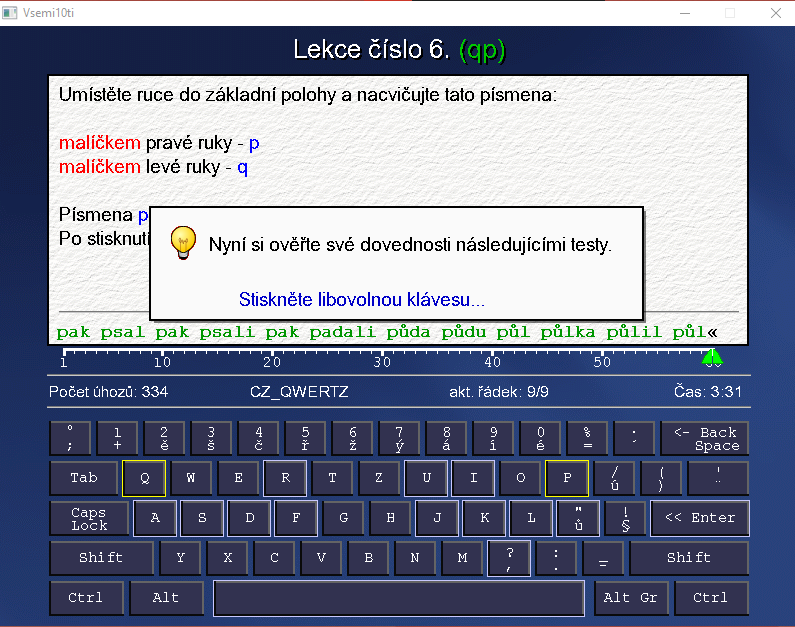 Vsemi10ti
Lekce číslo 6. (qp)
Umístěte ruce do základní polohy a nacvičujte tato písmena:
malíčkem pravé ruky - p
malíčkem levé ruky - q
Písmena p
Po stisknutí
Nyní si ověřte své dovednosti následujícími testy.
Stiskněte libovolnou klávesu...
pak psal pak psali pak padali půda půdu půl půlka půlil půl«
1 10 20 30 40 50 60
Počet úhozů: 334 CZ_QWERTZ akt. řádek: 9/9 Čas: 3:31
° 1 2 3 4 5 6 7 8 9 0 % ˇ <- Back
; + ě š č ř ž ý á í é = . Space
Tab Q W E R T Z U I O P / ( '
ú ) ¨
Caps A S D F G H J K L " ! << Enter
Lock ů §
Shift Y X C V B N M ? : _ Shift
, .
Ctrl Alt Alt Gr Ctrl